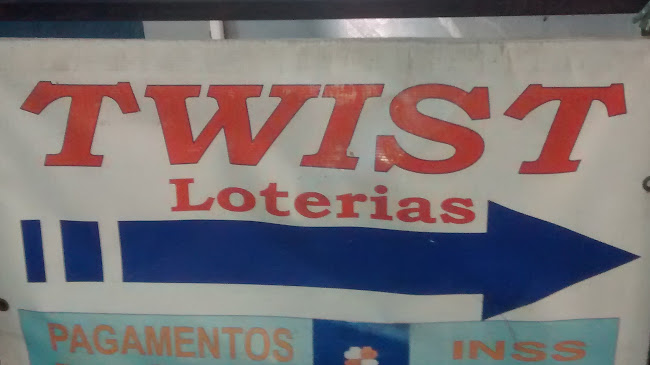 TWIST
Loterias
PAGAMENTOS
INSS